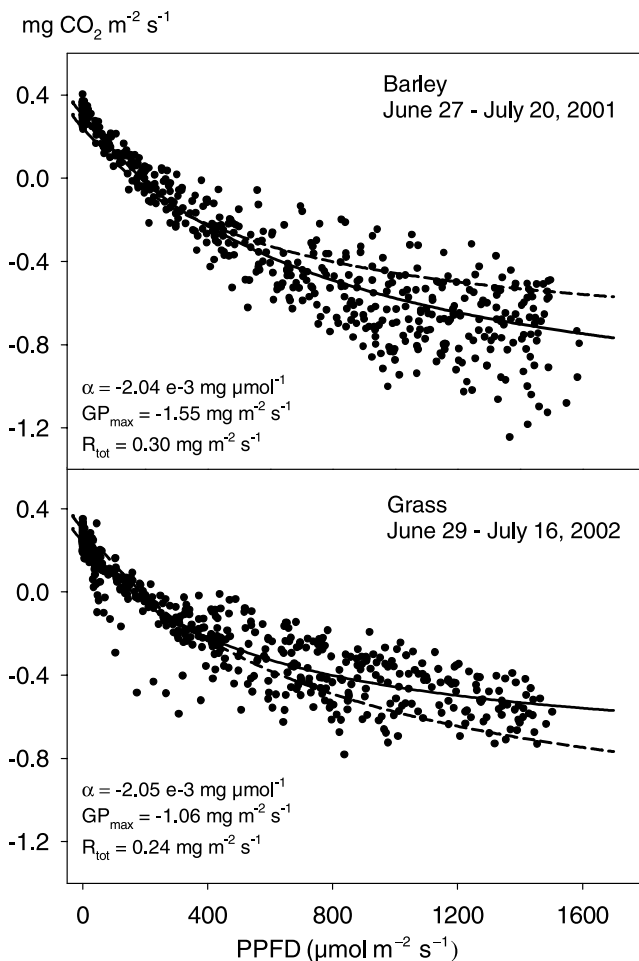 mg CO₂ m⁻² s⁻¹
Barley
June 27 - July 20, 2001
0.4
0.0
-0.4
-0.8
-1.2
α = -2.04 e-3 mg μmol⁻¹
GPₘₐₓ = -1.55 mg m⁻² s⁻¹
Rₜₒₜ = 0.30 mg m⁻² s⁻¹
Grass
June 29 - July 16, 2002
0.4
0.0
-0.4
-0.8
-1.2
α = -2.05 e-3 mg μmol⁻¹
GPₘₐₓ = -1.06 mg m⁻² s⁻¹
Rₜₒₜ = 0.24 mg m⁻² s⁻¹
0 400 800 1200 1600
PPFD (μmol m⁻² s⁻¹)